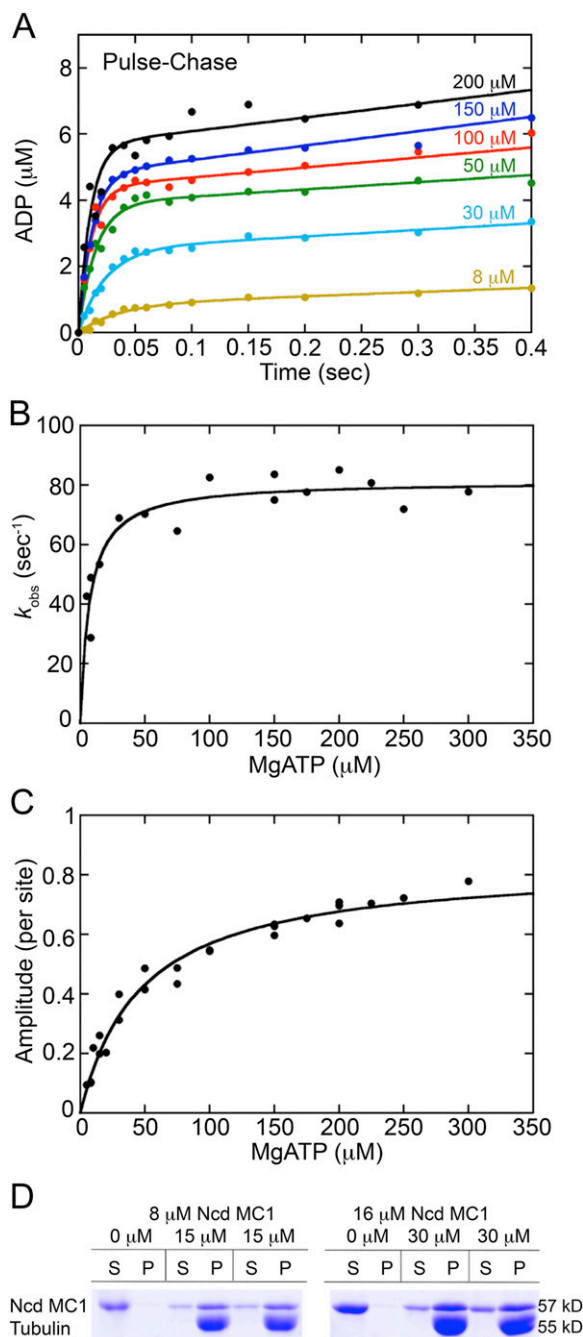 A
Pulse-Chase
8
6
4
2
0
ADP (μM)
200 μM
150 μM
100 μM
50 μM
30 μM
8 μM
0 0.05 0.1 0.15 0.2 0.25 0.3 0.35 0.4
Time (sec)
B
100
80
60
40
20
0
kobs (sec-1)
0 50 100 150 200 250 300 350
MgATP (μM)
C
1
0.8
0.6
0.4
0.2
0
Amplitude (per site)
0 50 100 150 200 250 300 350
MgATP (μM)
D
8 μM Ncd MC1 16 μM Ncd MC1
0 μM 15 μM 15 μM 0 μM 30 μM 30 μM
S P S P S P S P S P S P
Ncd MC1 57 kD
Tubulin 55 kD